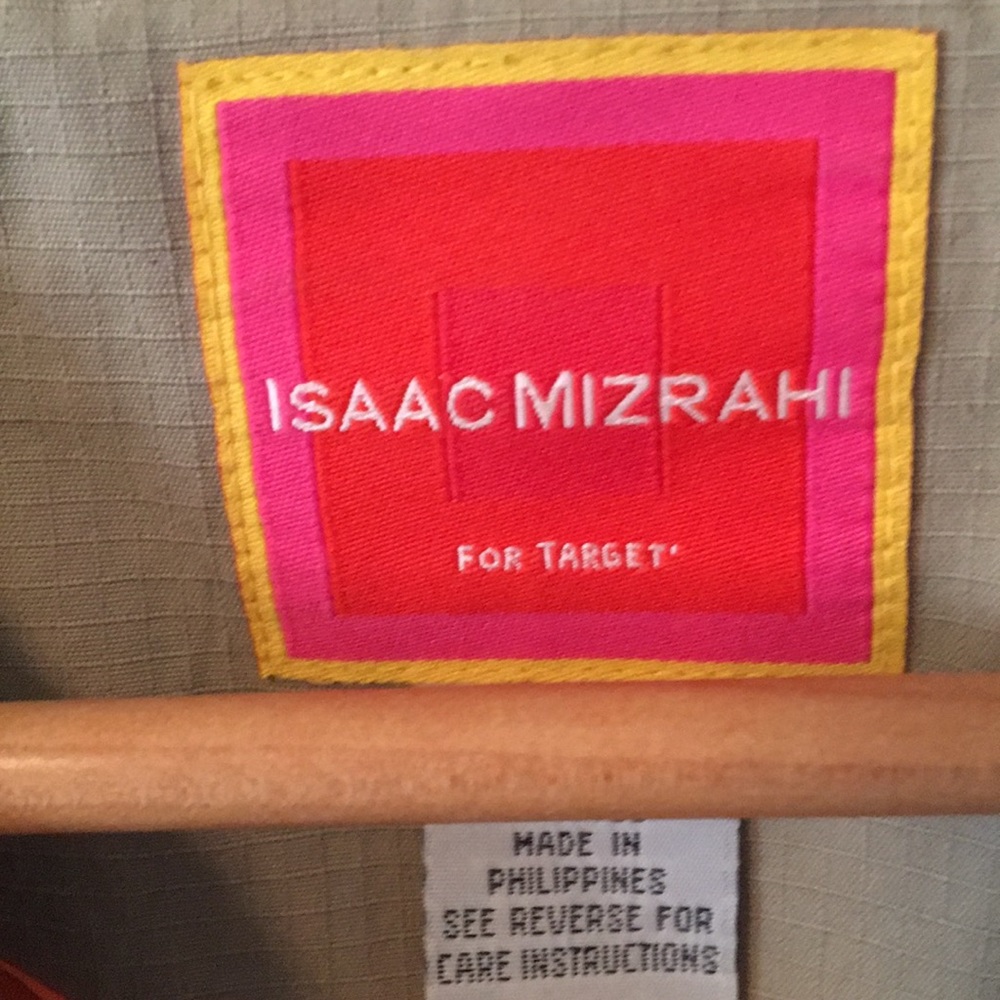 ISAAC MIZRAHI
FOR TARGET
MADE IN
PHILIPPINES
SEE REVERSE FOR
CARE INSTRUCTIONS